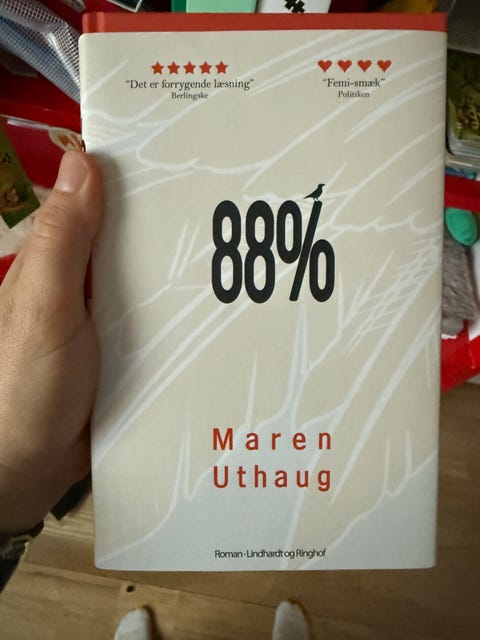 "Det er forrygende læsning"
Berlingske
"Femi-smæk"
Politiken
88%
Maren
Uthaug
Roman · Lindhardt og Ringhof